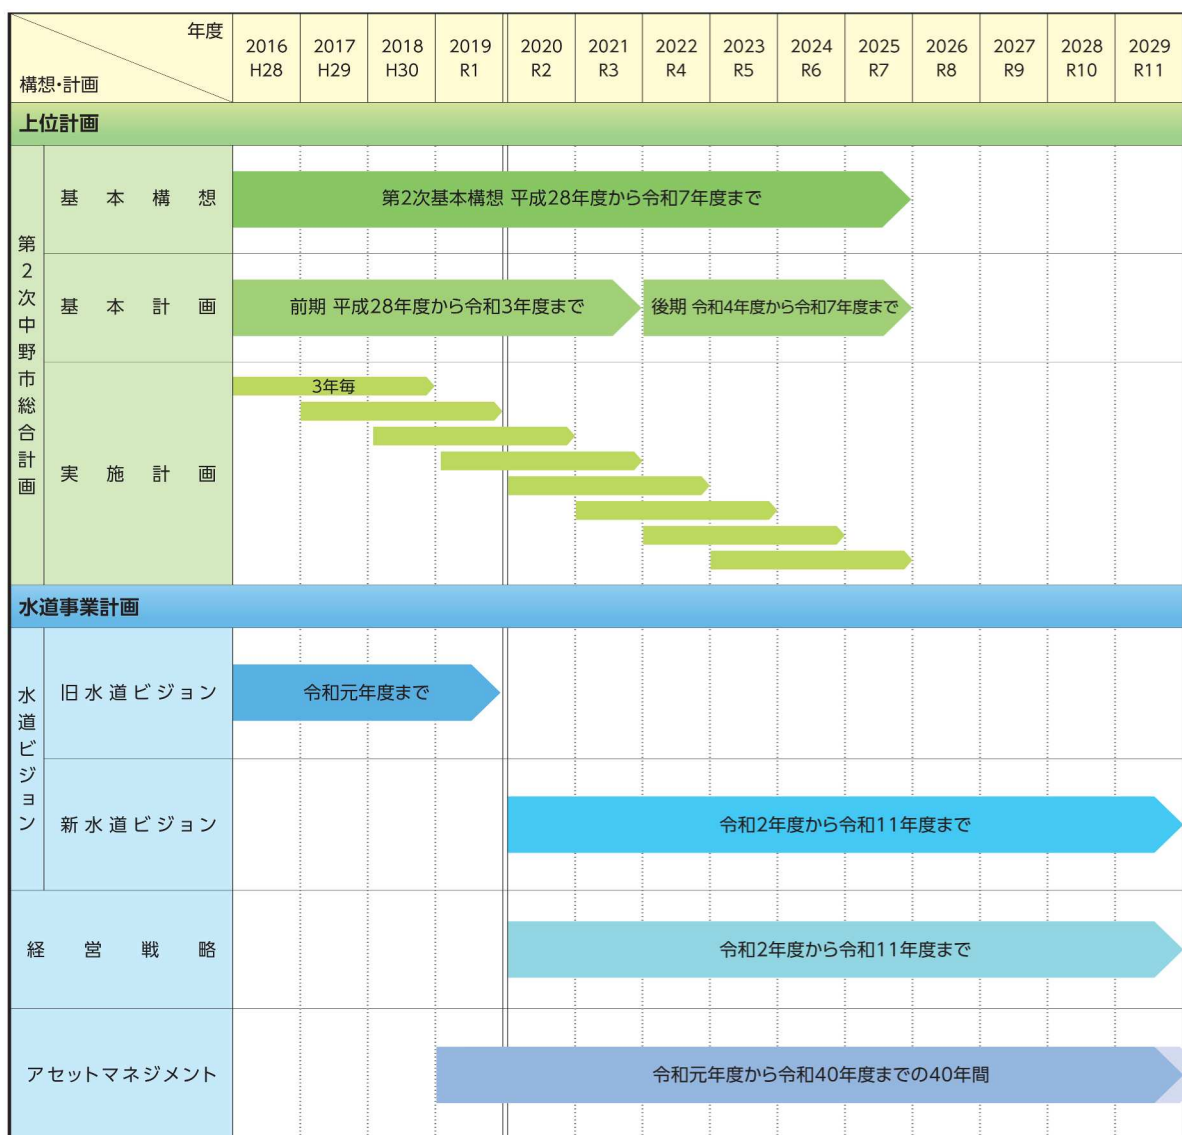 年度
構想・計画
2016
H28
2017
H29
2018
H30
2019
R1
2020
R2
2021
R3
2022
R4
2023
R5
2024
R6
2025
R7
2026
R8
2027
R9
2028
R10
2029
R11
上位計画
第2次中野市総合計画
基本構想
第2次基本構想 平成28年度から令和7年度まで
基本計画
前期 平成28年度から令和3年度まで
後期 令和4年度から令和7年度まで
実施計画
3年毎
水道事業計画
水道ビジョン
旧水道ビジョン
令和元年度まで
新水道ビジョン
令和2年度から令和11年度まで
経営戦略
令和2年度から令和11年度まで
アセットマネジメント
令和元年度から令和40年度までの40年間